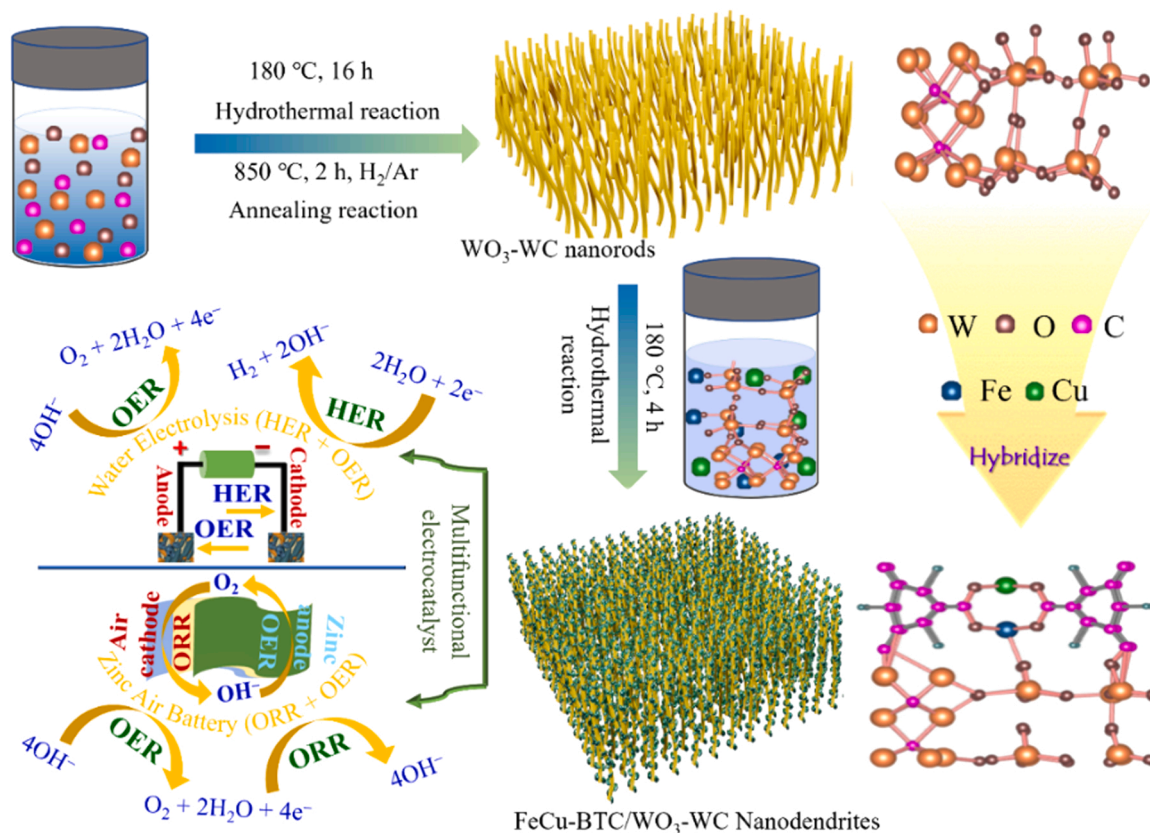 180 °C, 16 h
Hydrothermal reaction
850 °C, 2 h, H₂/Ar
Annealing reaction
WO₃-WC nanorods
W
O
C
Fe
Cu
Hybridize
180 °C, 4 h
Hydrothermal
reaction
O₂ + 2H₂O + 4e⁻
4OH⁻
OER
H₂ + 2OH⁻
2H₂O + 2e⁻
HER
Water Electrolysis (HER + OER)
+
−
Anode
Cathode
HER
OER
Multifunctional
electrocatalyst
O₂
Air
cathode
ORR
OER
Zinc
anode
OH⁻
Zinc Air Battery (ORR + OER)
4OH⁻
OER
ORR
4OH⁻
O₂ + 2H₂O + 4e⁻
FeCu-BTC/WO₃-WC Nanodendrites